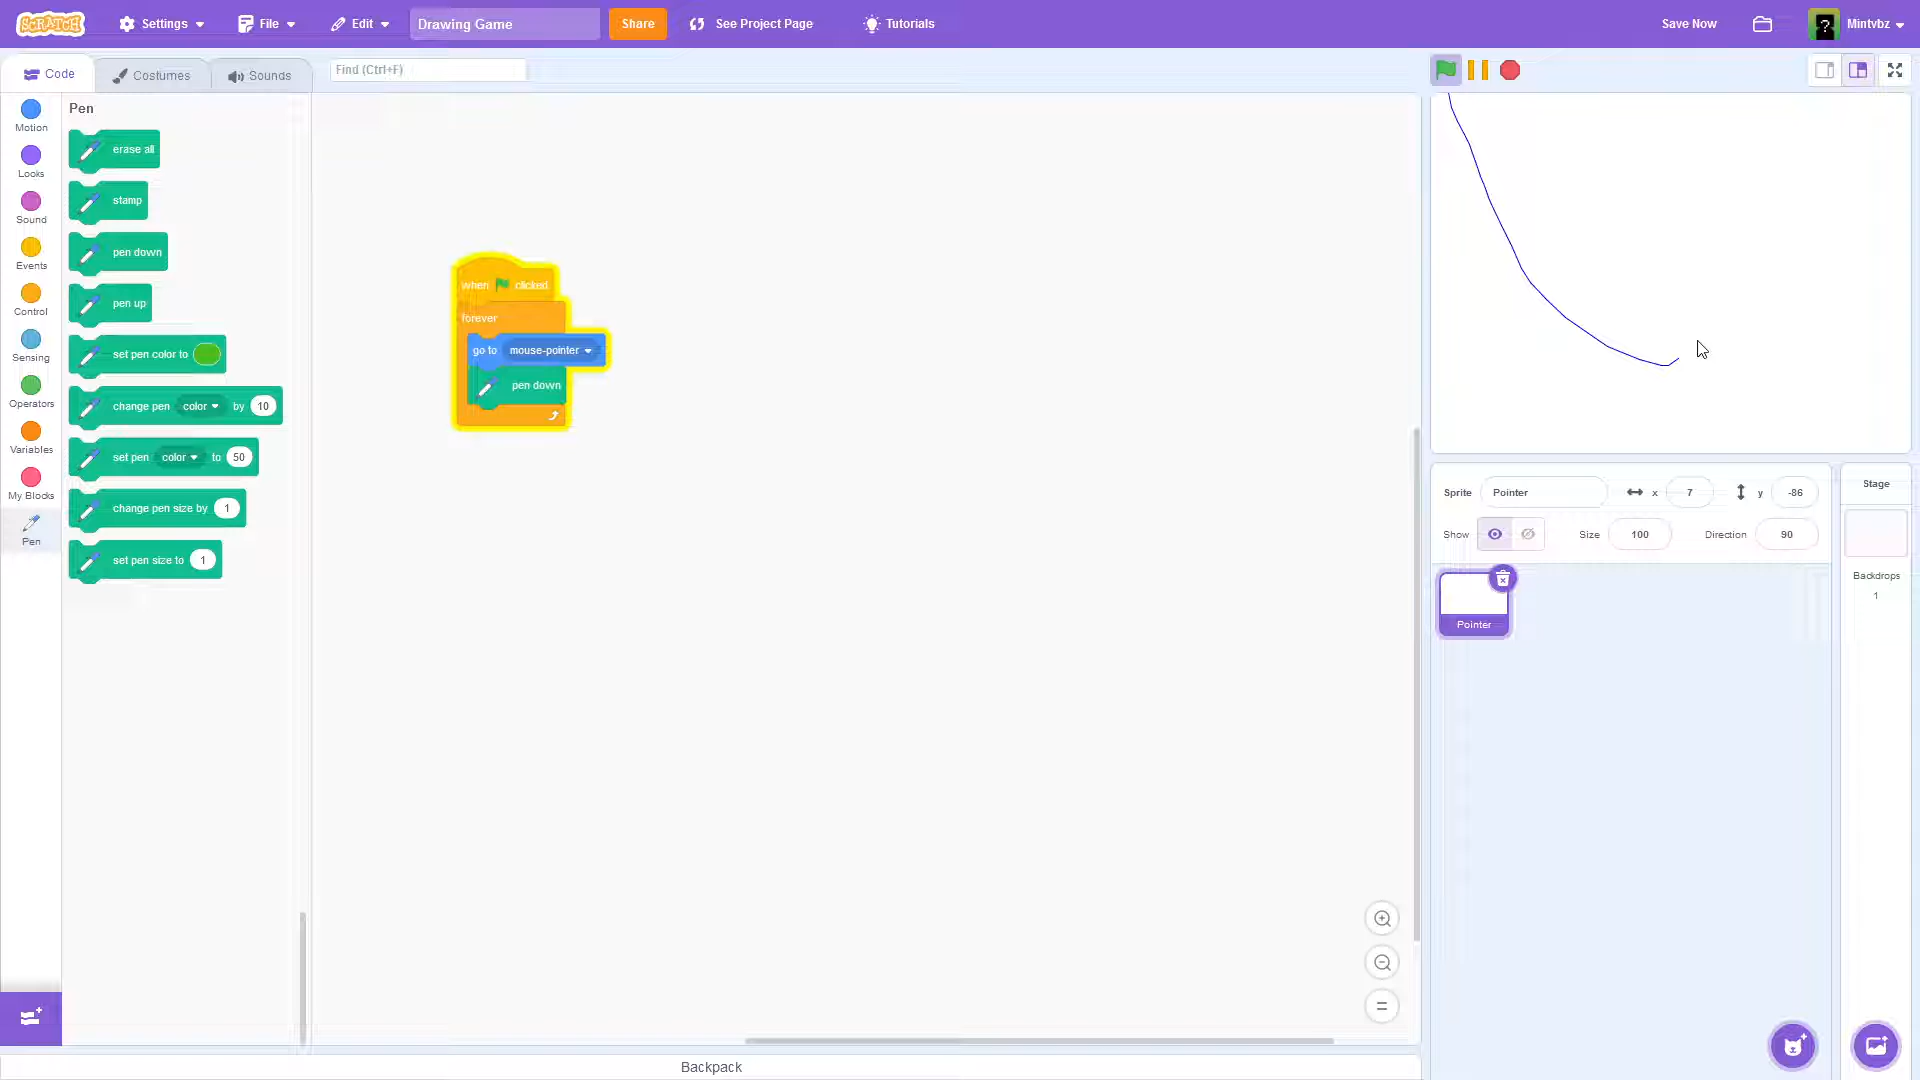 SCRATCH
Settings
File
Edit
Drawing Game
Share
See Project Page
Tutorials
Save Now
?
Mintvbz
Code
Costumes
Sounds
Find (Ctrl+F)
Motion
Looks
Sound
Events
Control
Sensing
Operators
Variables
My Blocks
Pen
Pen
erase all
stamp
pen down
pen up
set pen color to
change pen color by 10
set pen color to 50
change pen size by 1
set pen size to 1
when clicked
forever
go to mouse-pointer
pen down
Sprite Pointer x 7 y -86
Show Size 100 Direction 90
Pointer
Stage
Backdrops
1
Backpack